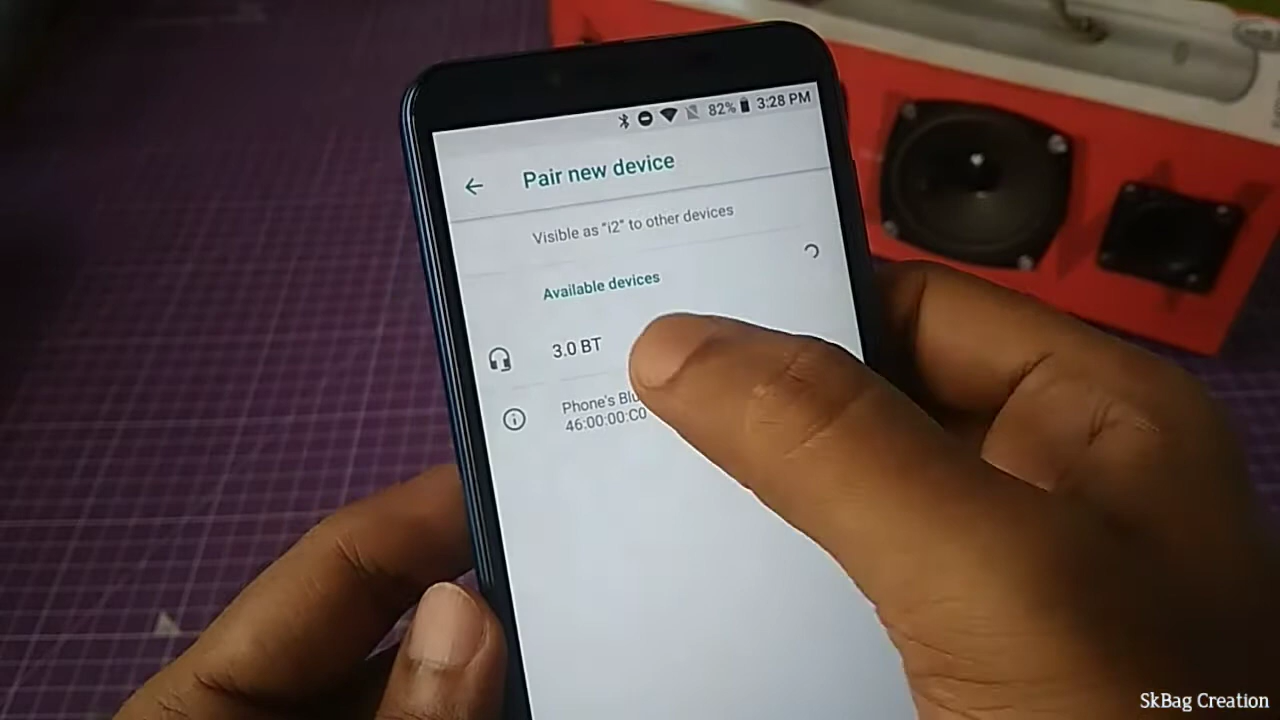 82% 3:28 PM
Pair new device
Visible as "i2" to other devices
Available devices
3.0 BT
Phone's
46:00:00:C0
SkBag Creation